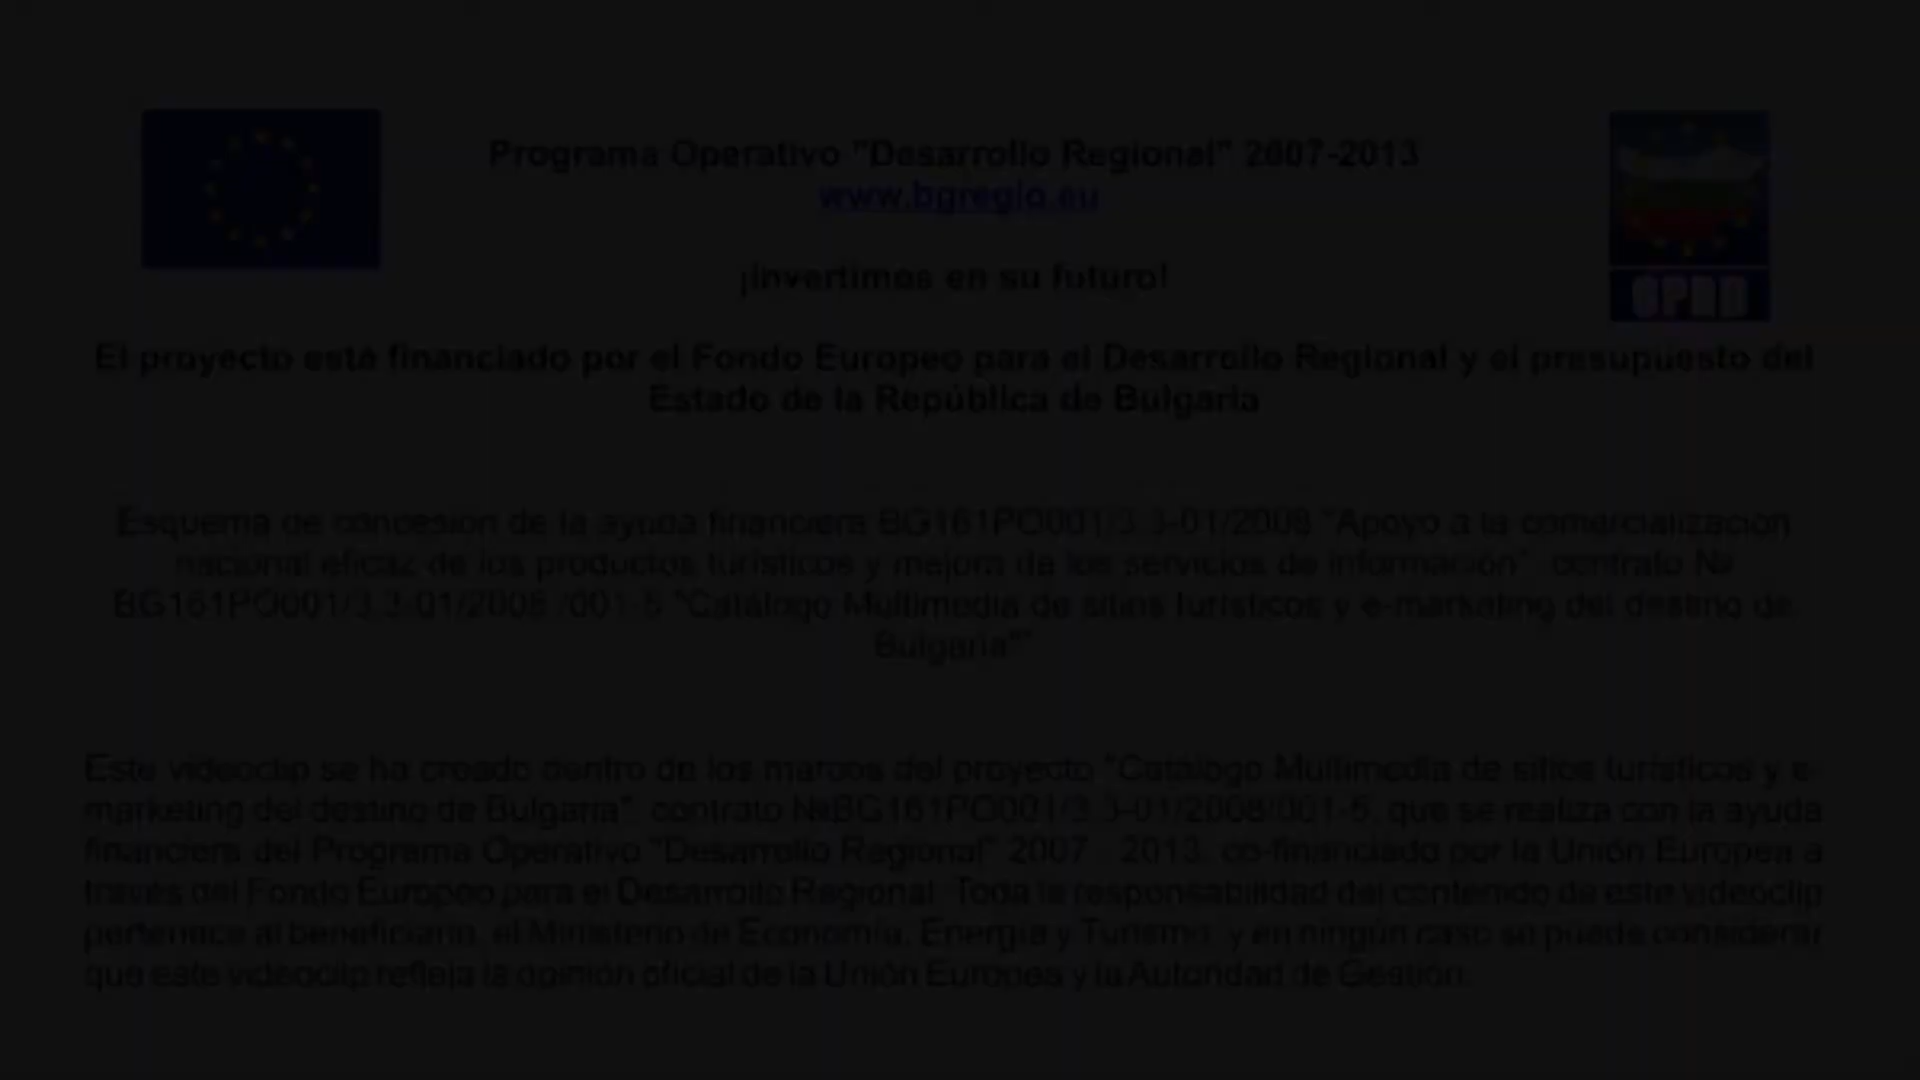 Programa Operativo "Desarrollo Regional" 2007-2013
www.bgregio.eu
¡Invertimos en su futuro!
OPRD
El proyecto está financiado por el Fondo Europeo para el Desarrollo Regional y el presupuesto del
Estado de la República de Bulgaria
Esquema de concesión de la ayuda financiera BG161PO001/3.3-01/2008 "Apoyo a la comercialización
nacional eficaz de los productos turísticos y mejora de los servicios de información", contrato №
BG161PO001/3.3-01/2008 /001-5 "Catálogo Multimedia de sitios turísticos y e-marketing del destino de
Bulgaria""
Este videoclip se ha creado dentro de los marcos del proyecto "Catálogo Multimedia de sitios turísticos y e-
marketing del destino de Bulgaria", contrato №BG161PO001/3.3-01/2008/001-5, que se realiza con la ayuda
financiera del Programa Operativo "Desarrollo Regional" 2007 - 2013, co-financiado por la Unión Europea a
través del Fondo Europeo para el Desarrollo Regional. Toda la responsabilidad del contenido de este videoclip
pertenece al beneficiario, el Ministerio de Economía, Energía y Turismo, y en ningún caso se puede considerar
que este videoclip refleja la opinión oficial de la Unión Europea y la Autoridad de Gestión.